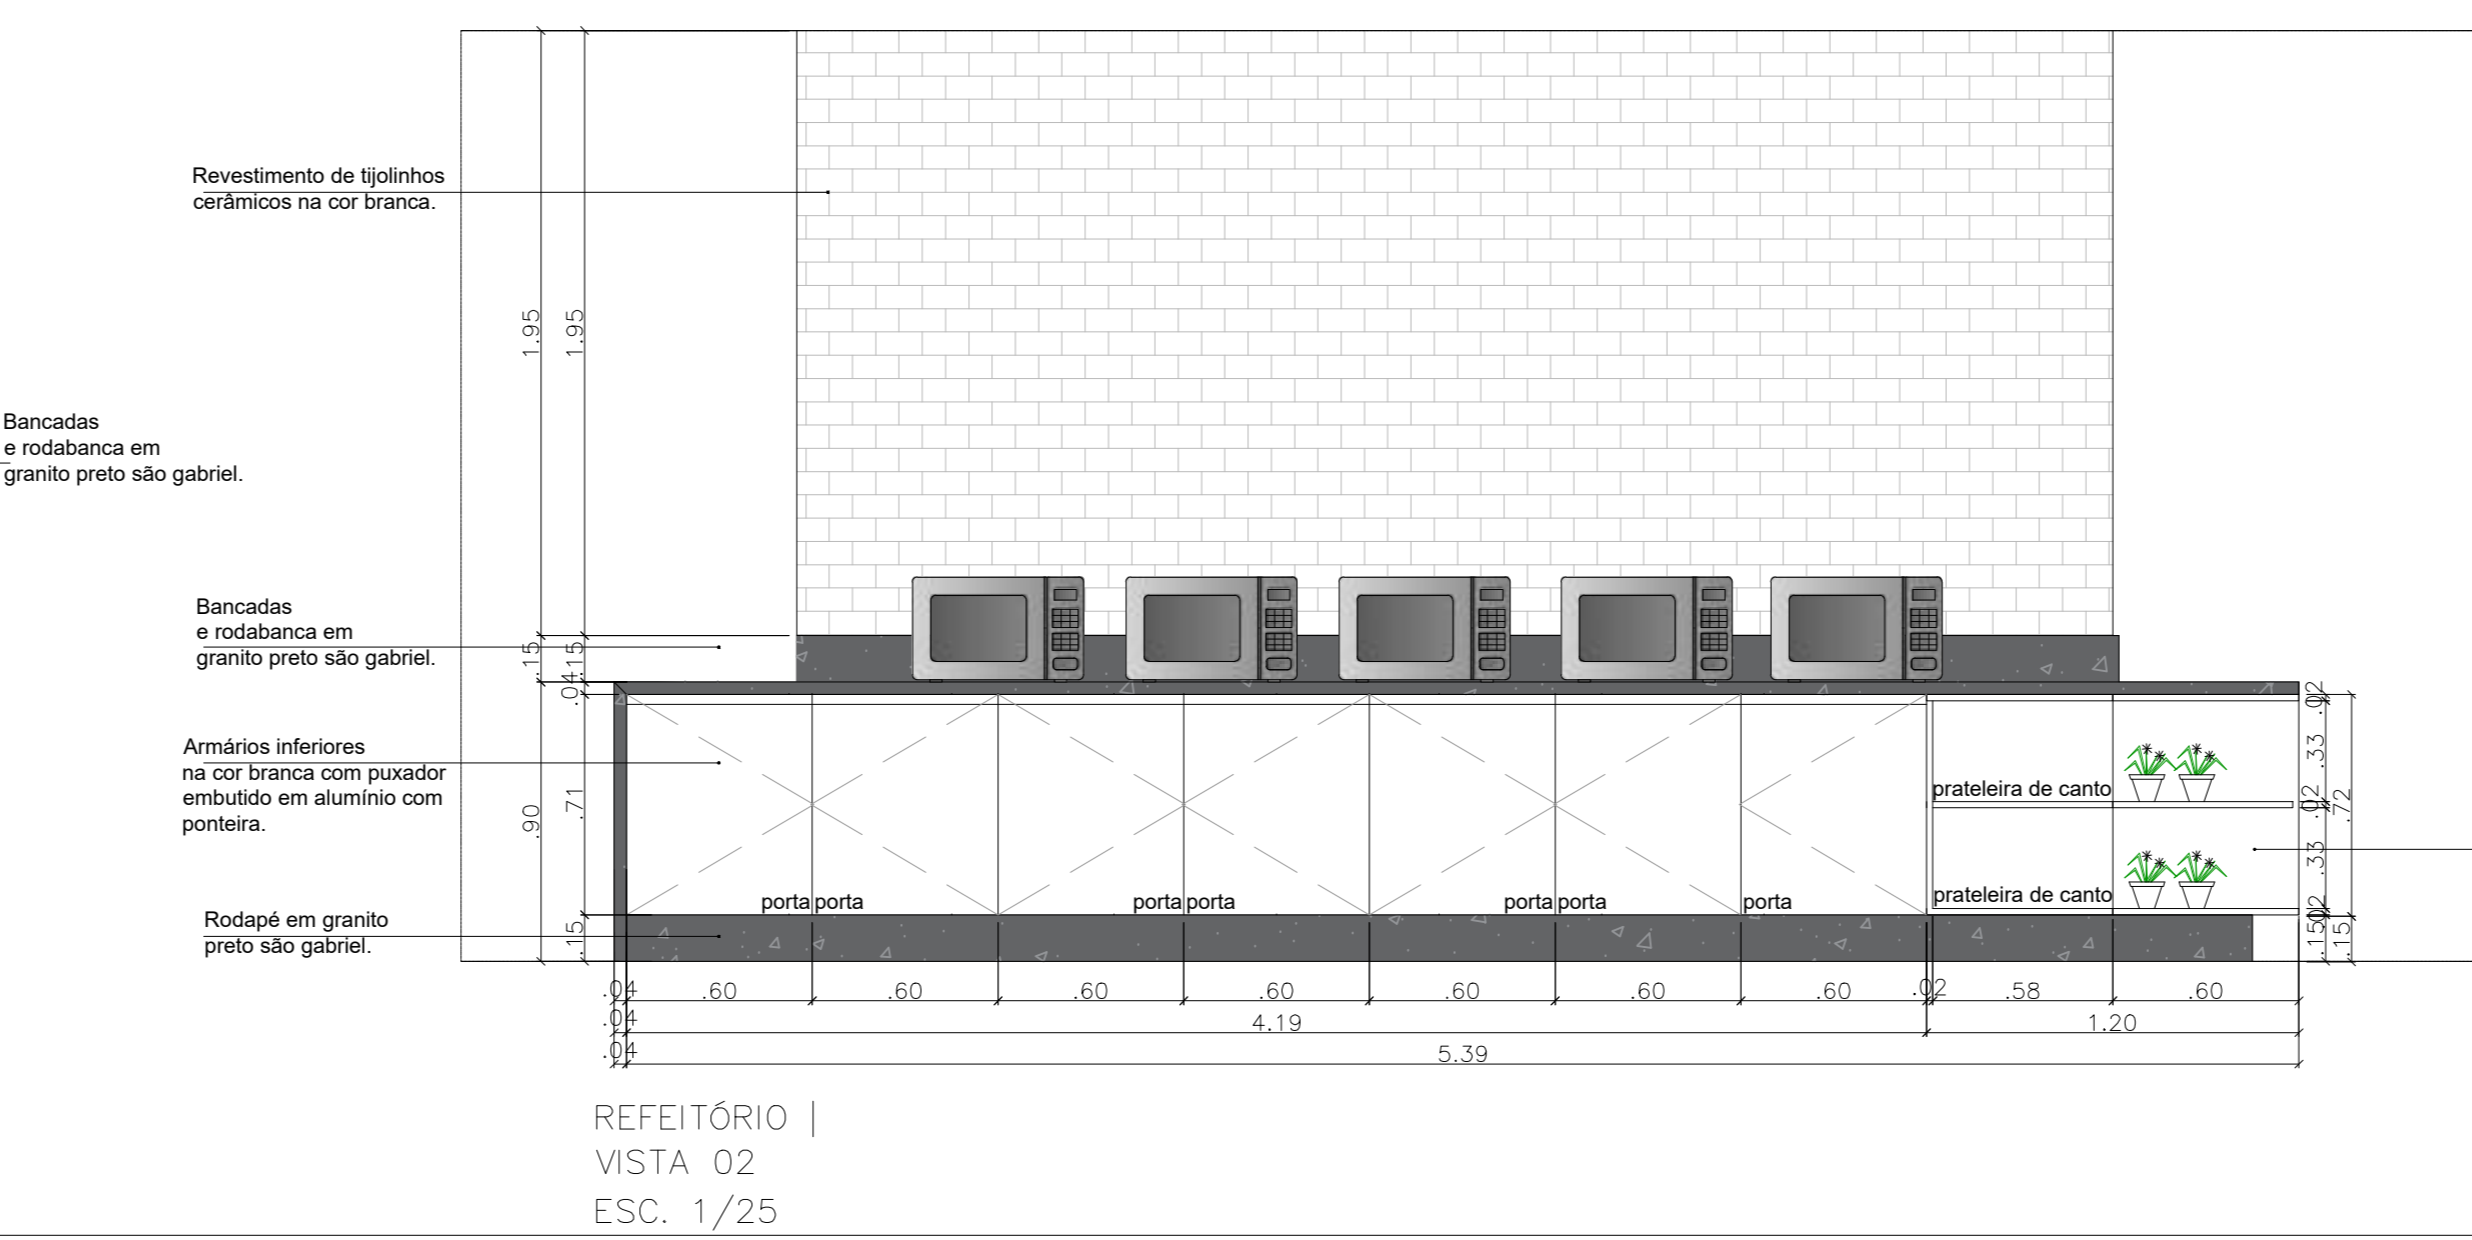 Revestimento de tijolinhos
cerâmicos na cor branca.
1.95
1.95
Bancadas
e rodabanca em
granito preto são gabriel.
Bancadas
e rodabanca em
granito preto são gabriel.
.15
.15
.04
Armários inferiores
na cor branca com puxador
embutido em alumínio com
ponteira.
.90
.71
.15
Rodapé em granito
preto são gabriel.
porta porta
porta porta
porta porta
porta
prateleira de canto
prateleira de canto
.02
.02
.33
.02
.33
.02
.15
.72
.15
.04 .60 .60 .60 .60 .60 .60 .60 .02 .58 .60
.04 4.19 1.20
.04 5.39
REFEITÓRIO |
VISTA 02
ESC. 1/25